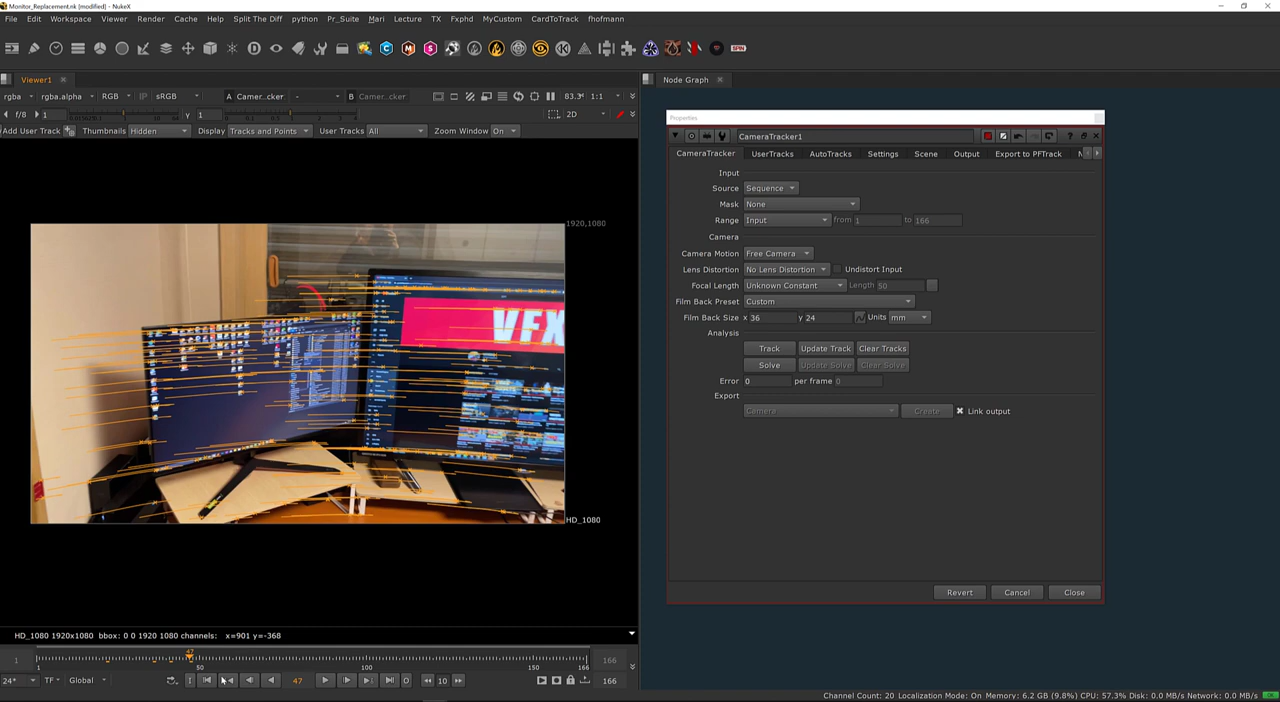 Monitor_Replacement.nk [modified] - NukeX
File Edit Workspace Viewer Render Cache Help Split The Diff python Pr_Suite Mari Lecture TX Fxphd MyCustom CardToTrack fhofmann
Viewer1
Node Graph
rgba rgba.alpha RGB IP sRGB A Camer..cker - B Camer...cker 83.3 1:1
f/8 1 Y 1 2D
Add User Track Thumbnails Hidden Display Tracks and Points User Tracks All Zoom Window On
1920,1080
VFX
HD_1080
HD_1080 1920x1080 bbox: 0 0 1920 1080 channels: x=901 y=-368
47
1 1 50 100 150 166 166
24* TF Global 47 10 166
Properties
CameraTracker1
CameraTracker UserTracks AutoTracks Settings Scene Output Export to PFTrack N
Input
Source Sequence
Mask None
Range Input from 1 to 166
Camera
Camera Motion Free Camera
Lens Distortion No Lens Distortion Undistort Input
Focal Length Unknown Constant Length 50
Film Back Preset Custom
Film Back Size x 36 y 24 Units mm
Analysis
Track Update Track Clear Tracks
Solve Update Solve Clear Solve
Error 0 per frame 0
Export
Camera Create Link output
Revert Cancel Close
Channel Count: 20 Localization Mode: On Memory: 6.2 GB (9.8%) CPU: 57.3% Disk: 0.0 MB/s Network: 0.0 MB/s